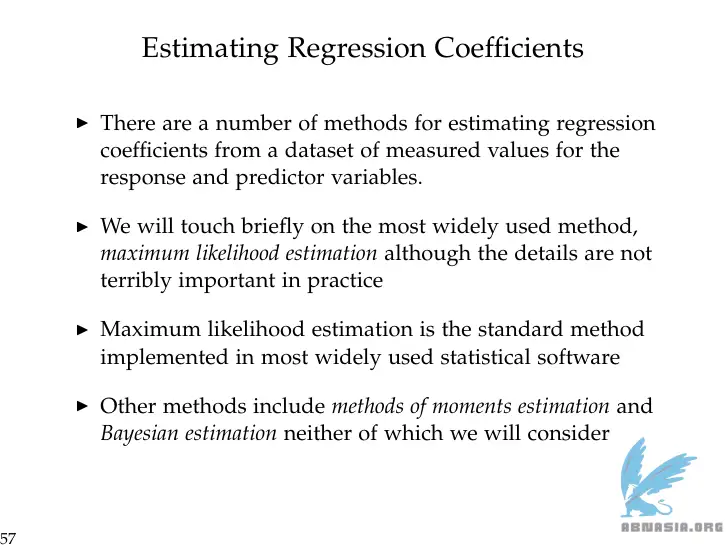 Estimating Regression Coefficients
▶ There are a number of methods for estimating regression
coefficients from a dataset of measured values for the
response and predictor variables.
▶ We will touch briefly on the most widely used method,
maximum likelihood estimation although the details are not
terribly important in practice
▶ Maximum likelihood estimation is the standard method
implemented in most widely used statistical software
▶ Other methods include methods of moments estimation and
Bayesian estimation neither of which we will consider
ABNASIA.ORG
57